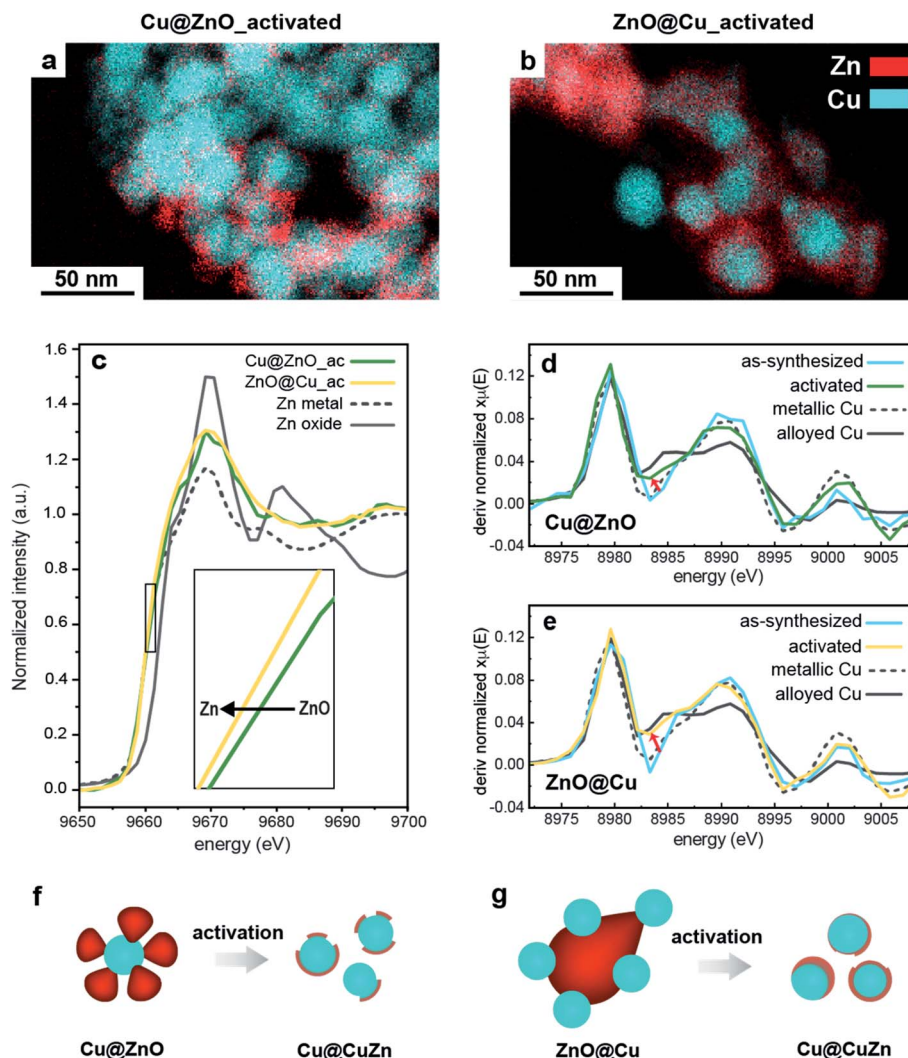 Cu@ZnO_activated
ZnO@Cu_activated
a
50 nm
b
Zn
Cu
50 nm
c
Cu@ZnO_ac
ZnO@Cu_ac
Zn metal
Zn oxide
Normalized intensity (a.u.)
1.6
1.4
1.2
1.0
0.8
0.6
0.4
0.2
0.0
Zn
ZnO
9650
9660
9670
9680
9690
9700
energy (eV)
d
as-synthesized
activated
metallic Cu
alloyed Cu
deriv normalized xμ(E)
0.12
0.08
0.04
0.00
-0.04
Cu@ZnO
8975
8980
8985
8990
8995
9000
9005
energy (eV)
e
as-synthesized
activated
metallic Cu
alloyed Cu
deriv normalized xμ(E)
0.12
0.08
0.04
0.00
-0.04
ZnO@Cu
8975
8980
8985
8990
8995
9000
9005
energy (eV)
f
activation
Cu@ZnO
Cu@CuZn
g
activation
ZnO@Cu
Cu@CuZn